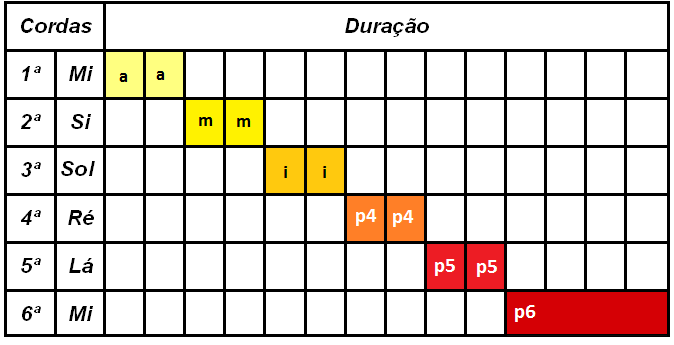 Cordas Duração
1ª Mi a a
2ª Si m m
3ª Sol i i
4ª Ré p4 p4
5ª Lá p5 p5
6ª Mi p6